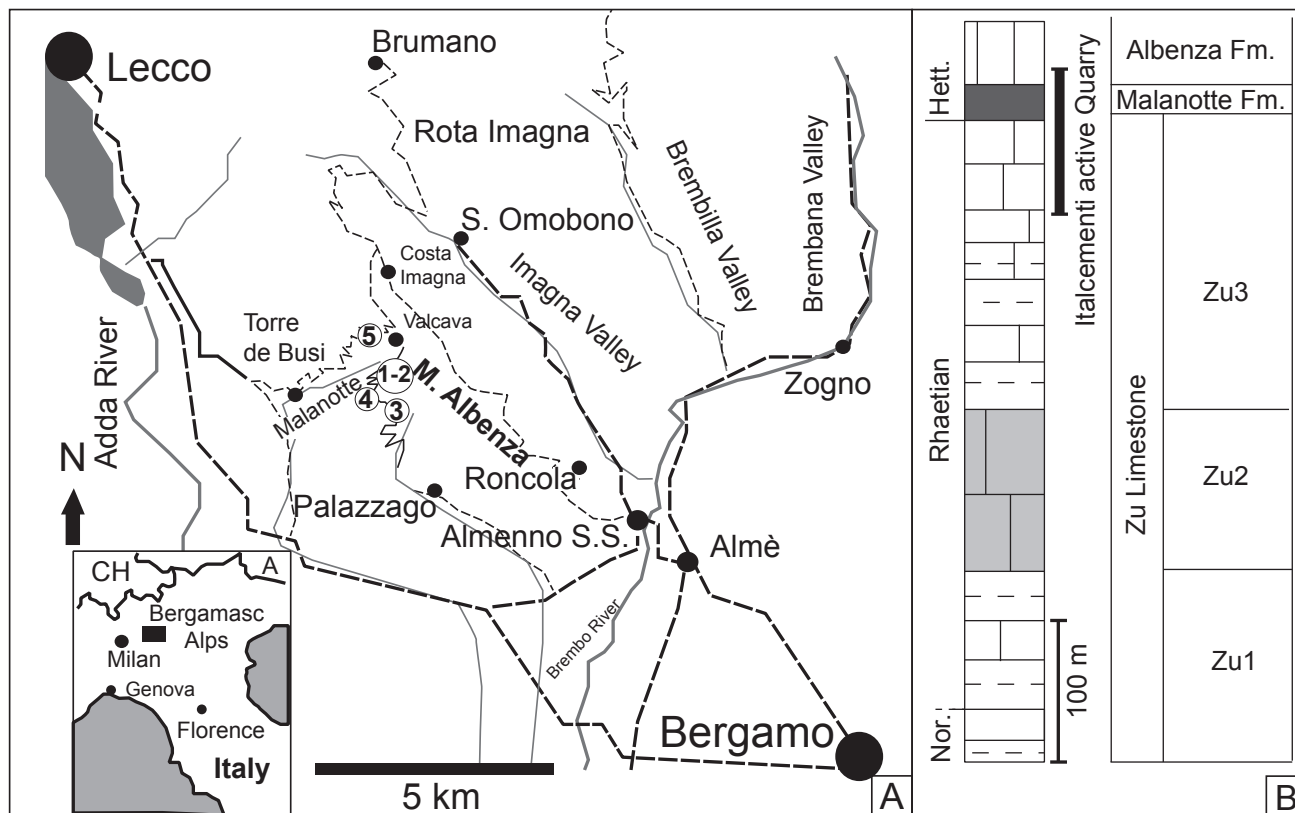 Lecco
Brumano
Rota Imagna
S. Omobono
Costa
Imagna
Imagna Valley
Brembilla Valley
Brembana Valley
Torre
de Busi
Valcava
5
1-2
4
3
Malanotte
M. Albenza
Zogno
Adda River
N
Roncola
Palazzago
Almenno S.S.
Almè
Brembo River
Bergamo
5 km
A
CH
A
Bergamasc
Alps
Milan
Genova
Florence
Italy
Hett.
Rhaetian
Nor.
Italcementi active Quarry
100 m
Albenza Fm.
Malanotte Fm.
Zu Limestone
Zu3
Zu2
Zu1
B